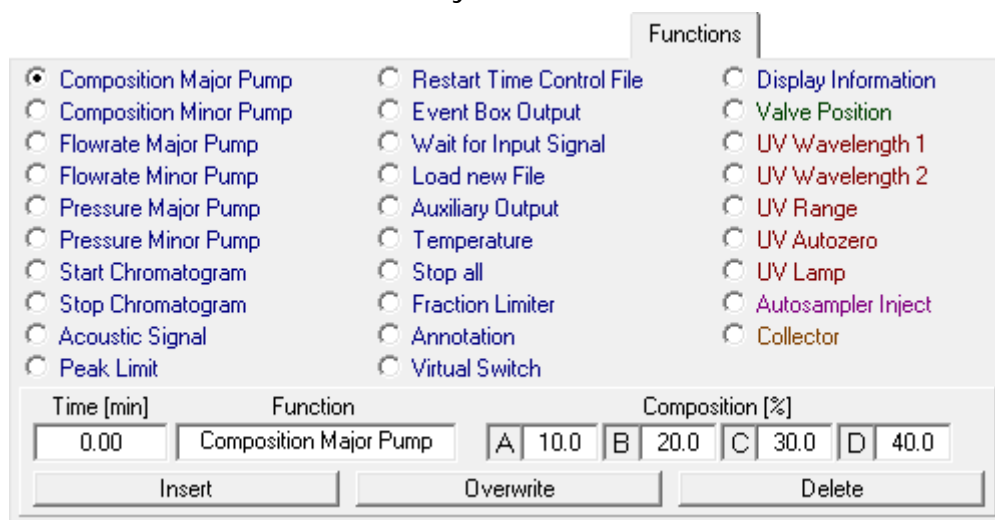 Functions
Composition Major Pump Restart Time Control File Display Information
Composition Minor Pump Event Box Output Valve Position
Flowrate Major Pump Wait for Input Signal UV Wavelength 1
Flowrate Minor Pump Load new File UV Wavelength 2
Pressure Major Pump Auxiliary Output UV Range
Pressure Minor Pump Temperature UV Autozero
Start Chromatogram Stop all UV Lamp
Stop Chromatogram Fraction Limiter Autosampler Inject
Acoustic Signal Annotation Collector
Peak Limit Virtual Switch
Time [min] Function Composition [%]
0.00 Composition Major Pump A 10.0 B 20.0 C 30.0 D 40.0
Insert Overwrite Delete